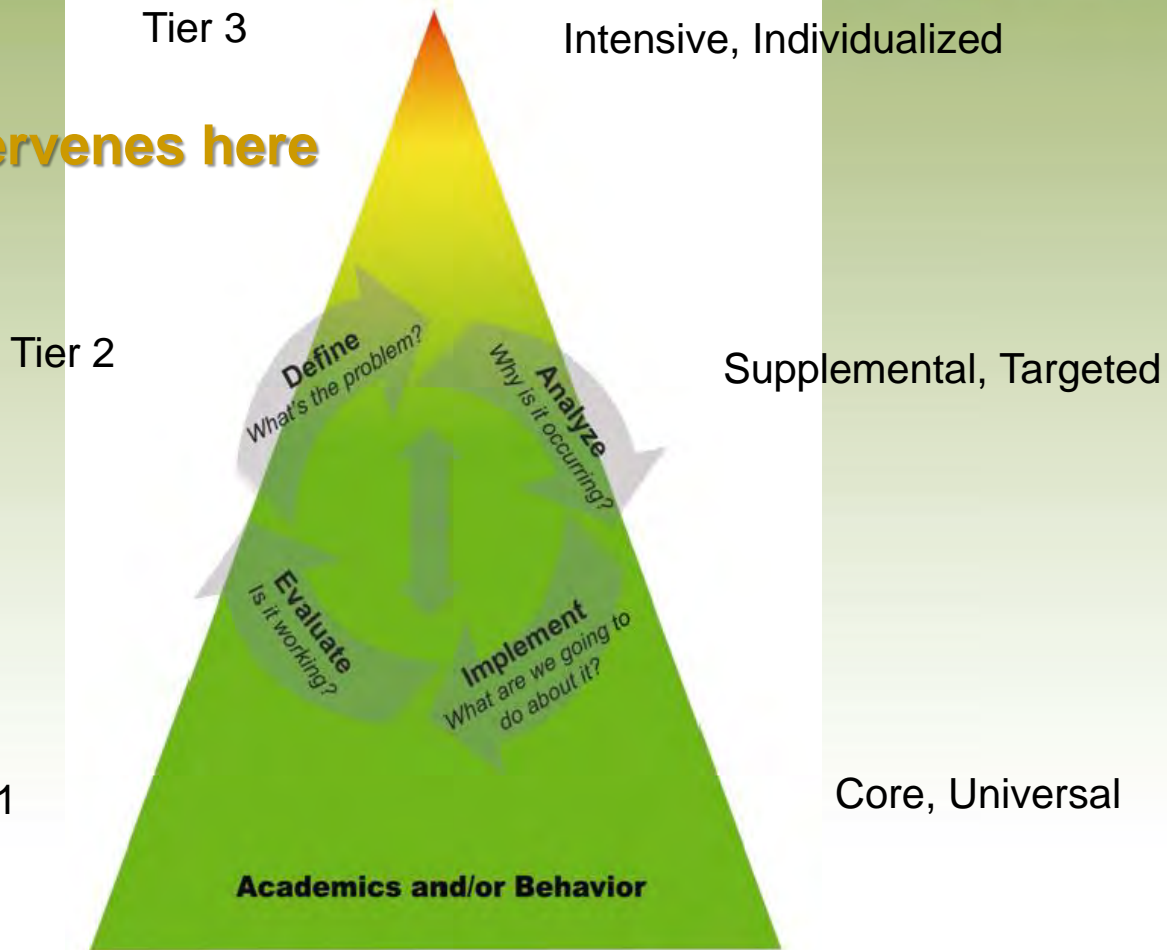 Tier 3
Intensive, Individualized
ervenes here
Tier 2
Supplemental, Targeted
Define
What's the problem?
Analyze
Why is it occurring?
Evaluate
Is it working?
Implement
What are we going to
do about it?
1
Core, Universal
Academics and/or Behavior